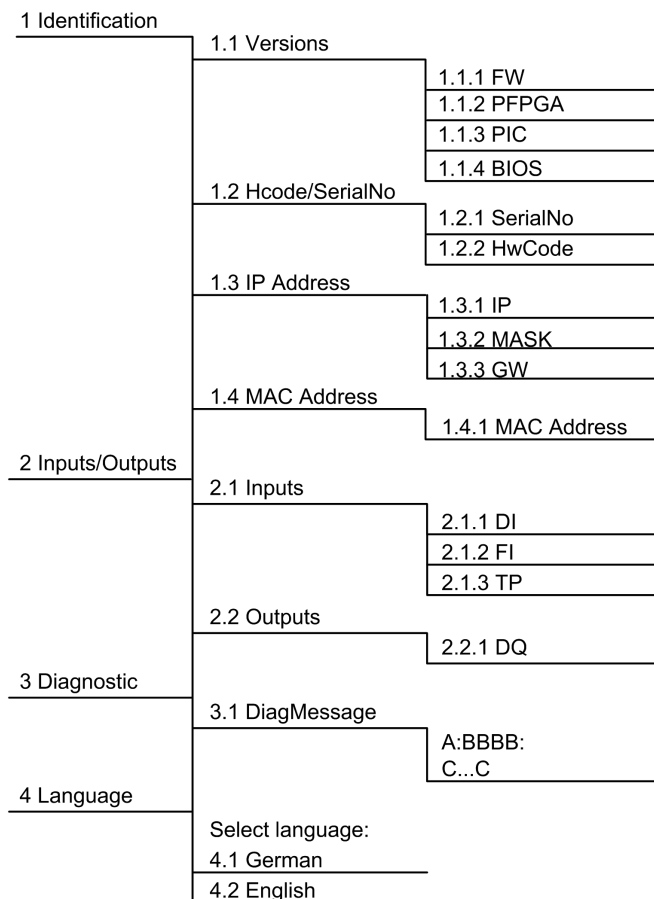 1 Identification
1.1 Versions
1.1.1 FW
1.1.2 PFPGA
1.1.3 PIC
1.1.4 BIOS
1.2 Hcode/SerialNo
1.2.1 SerialNo
1.2.2 HwCode
1.3 IP Address
1.3.1 IP
1.3.2 MASK
1.3.3 GW
1.4 MAC Address
1.4.1 MAC Address
2 Inputs/Outputs
2.1 Inputs
2.1.1 DI
2.1.2 FI
2.1.3 TP
2.2 Outputs
2.2.1 DQ
3 Diagnostic
3.1 DiagMessage
A:BBBB:
C...C
4 Language
Select language:
4.1 German
4.2 English